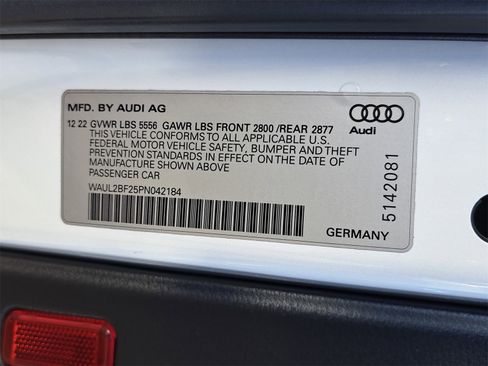 MFD. BY AUDI AG
12 22 GVWR LBS 5556 GAWR LBS FRONT 2800 /REAR 2877
THIS VEHICLE CONFORMS TO ALL APPLICABLE U.S.
FEDERAL MOTOR VEHICLE SAFETY, BUMPER AND THEFT
PREVENTION STANDARDS IN EFFECT ON THE DATE OF
MANUFACTURE SHOWN ABOVE
PASSENGER CAR
WAUL2BF25PN042184
Audi
5142081
GERMANY